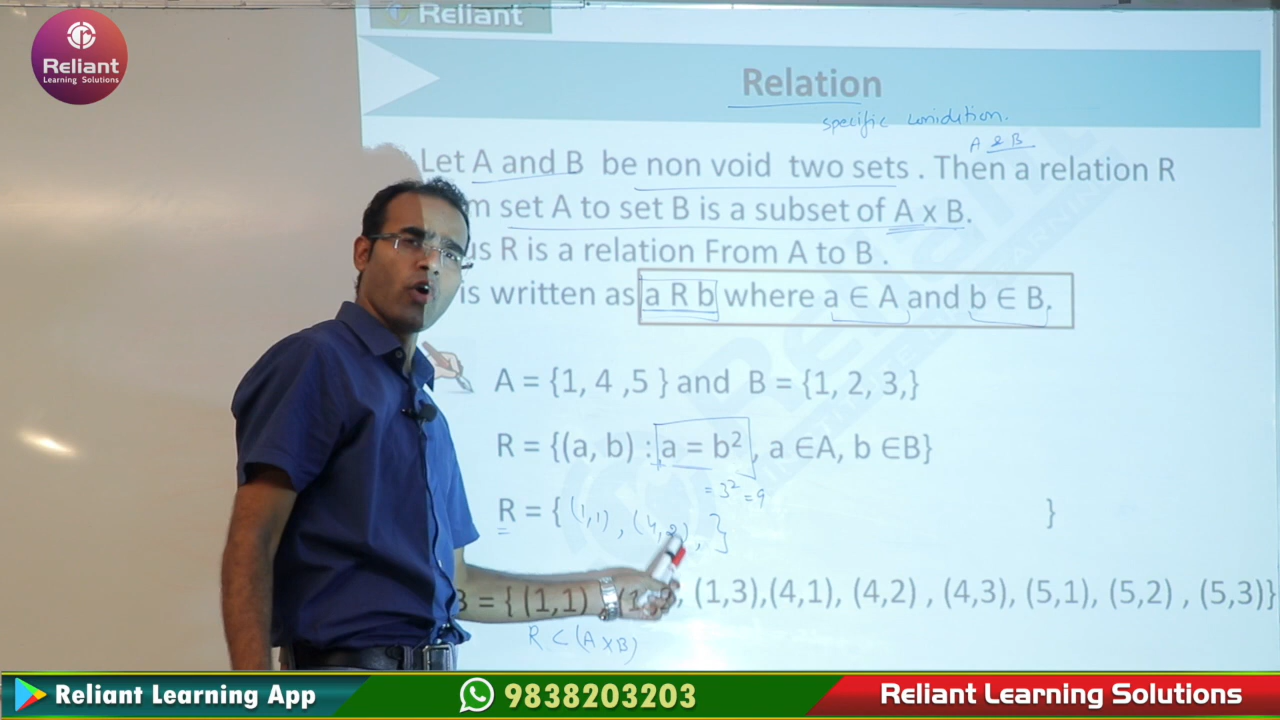 Reliant
Learning Solutions
Reliant
Relation
specific
A & B
Let A and B be non void two sets . Then a relation R
set A to set B is a subset of A x B.
R is a relation From A to B .
is written as a R b where a ∈ A and b ∈ B.
A = {1, 4 ,5 } and B = {1, 2, 3,}
R = {(a, b) : a = b², a ∈A, b ∈B}
= 3² = 9
R = { (1,1) , (4,2) , } }
= { (1,1) , (1,2), (1,3),(4,1), (4,2) , (4,3), (5,1), (5,2) , (5,3)}
R ⊂ (A x B)
Reliant Learning App
9838203203
Reliant Learning Solutions